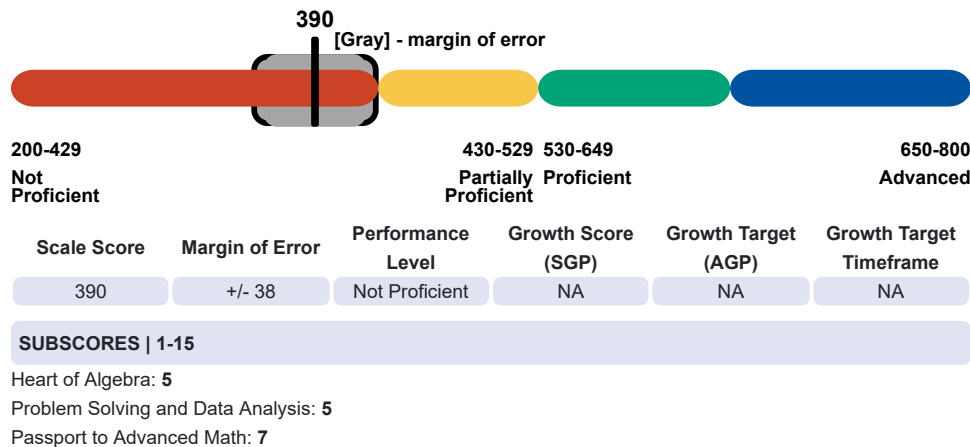 390
[Gray] - margin of error
200-429 430-529 530-649 650-800
Not Partially Proficient Advanced
Proficient Proficient
Scale Score Margin of Error Performance Level Growth Score (SGP) Growth Target (AGP) Growth Target Timeframe
390 +/- 38 Not Proficient NA NA NA
SUBSCORES | 1-15
Heart of Algebra: 5
Problem Solving and Data Analysis: 5
Passport to Advanced Math: 7